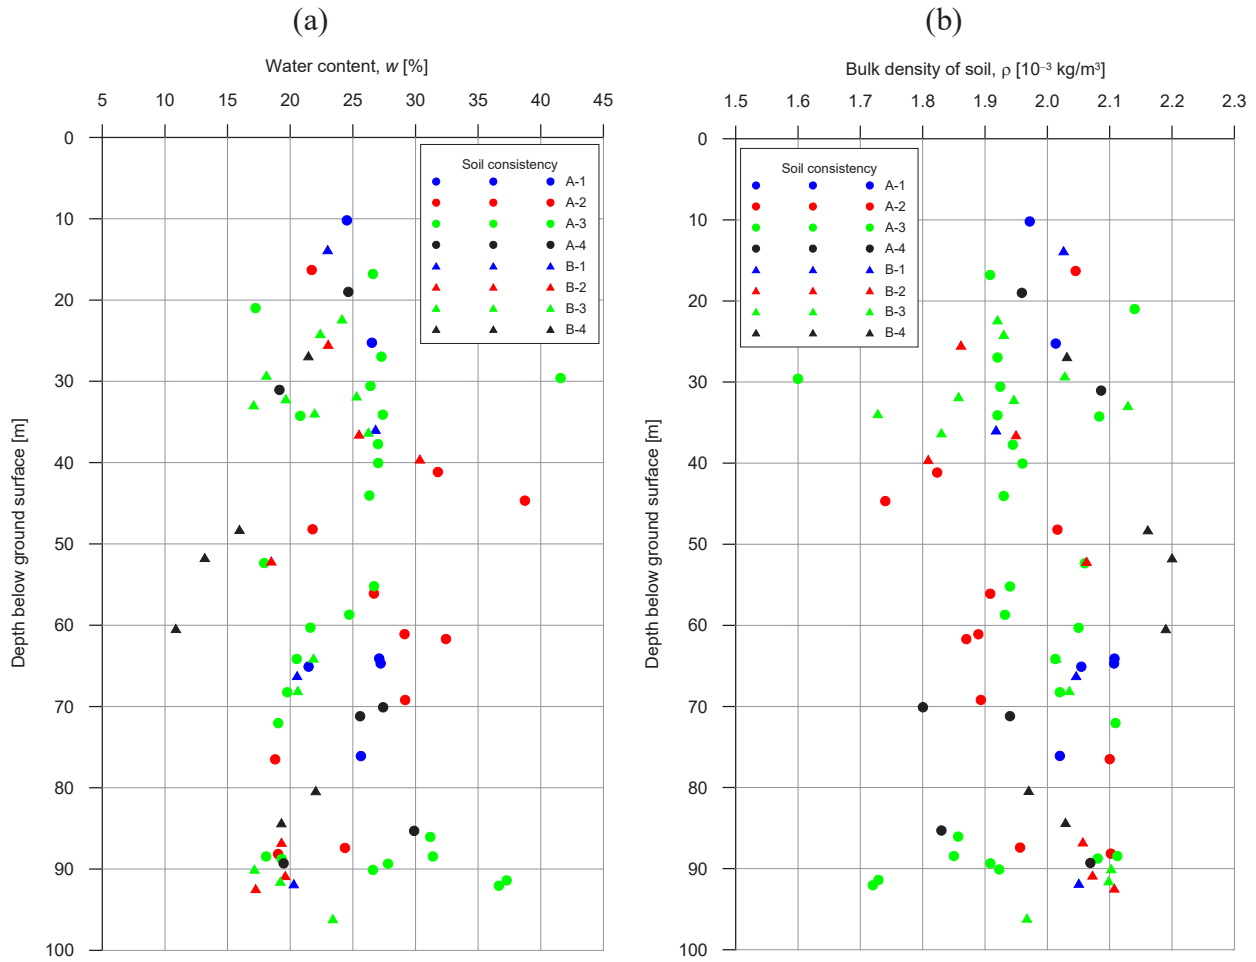 (a)
Water content, w [%]
5 10 15 20 25 30 35 40 45
0
10
20
30
40
50
60
70
80
90
100
Depth below ground surface [m]
Soil consistency
A-1
A-2
A-3
A-4
B-1
B-2
B-3
B-4
(b)
Bulk density of soil, ρ [10⁻³ kg/m³]
1.5 1.6 1.7 1.8 1.9 2.0 2.1 2.2 2.3
0
10
20
30
40
50
60
70
80
90
100
Depth below ground surface [m]
Soil consistency
A-1
A-2
A-3
A-4
B-1
B-2
B-3
B-4